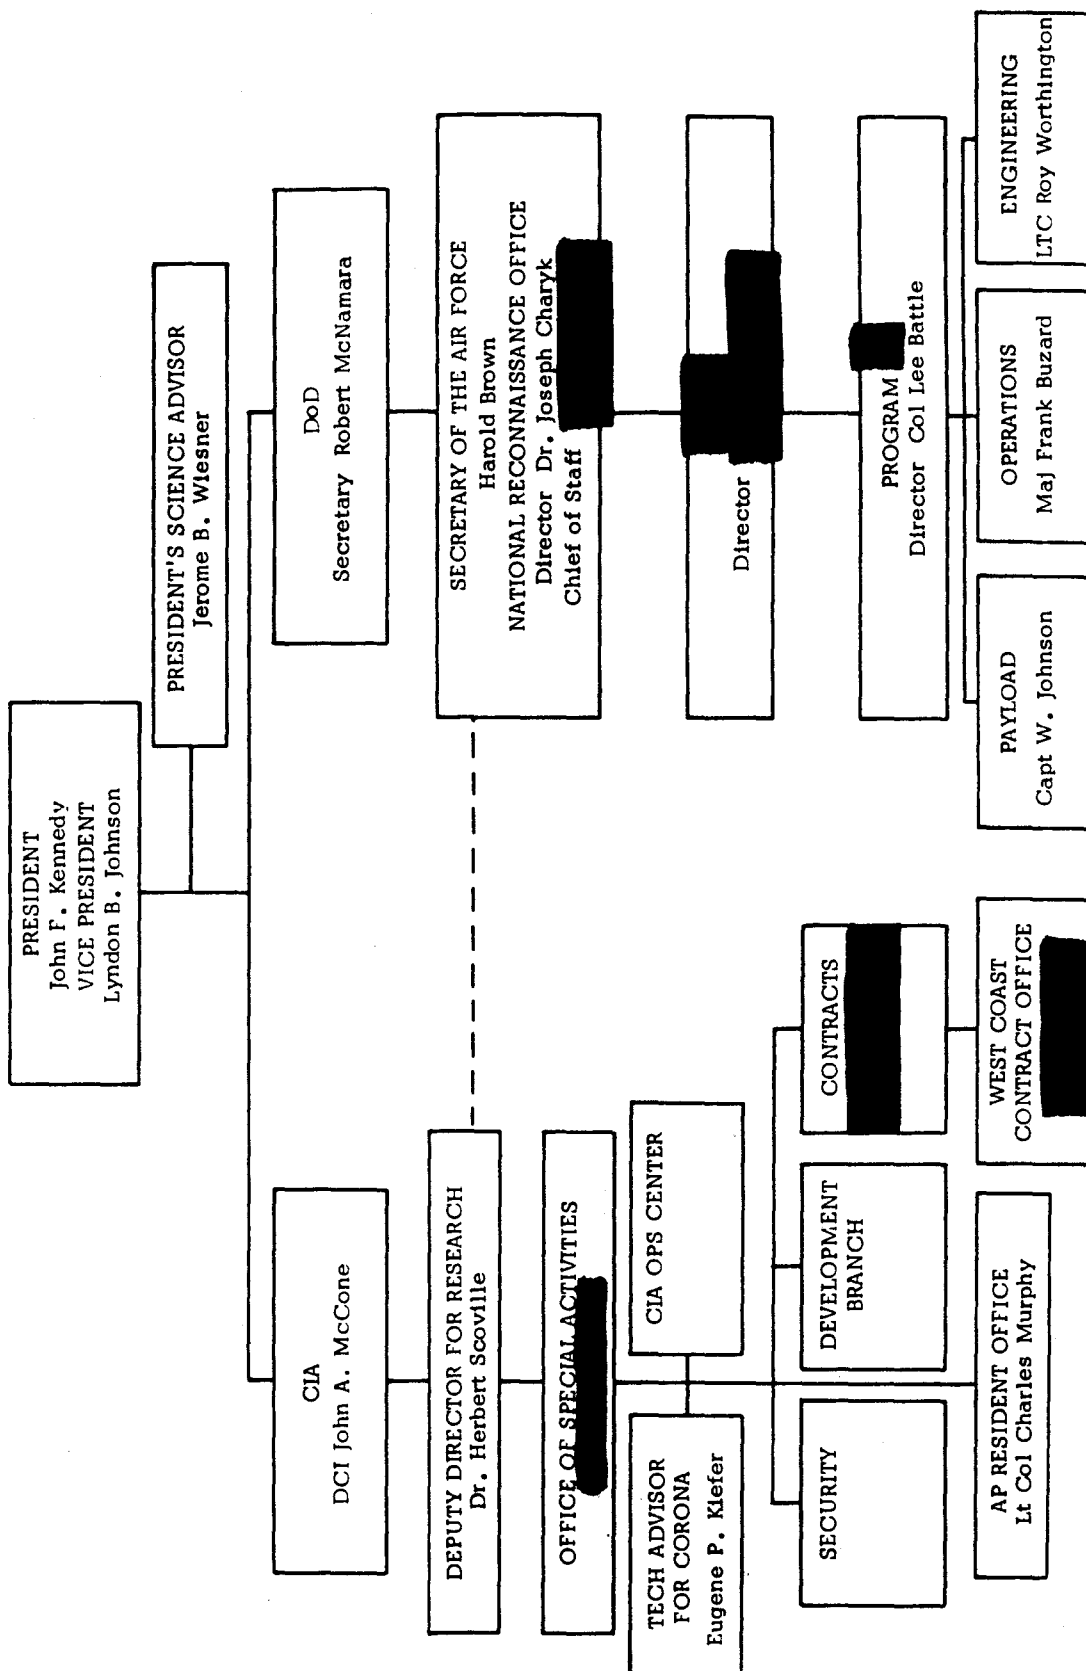 PRESIDENT
John F. Kennedy
VICE PRESIDENT
Lyndon B. Johnson
PRESIDENT'S SCIENCE ADVISOR
Jerome B. Wiesner
CIA
DCI John A. McCone
DoD
Secretary Robert McNamara
DEPUTY DIRECTOR FOR RESEARCH
Dr. Herbert Scoville
SECRETARY OF THE AIR FORCE
Harold Brown
NATIONAL RECONNAISSANCE OFFICE
Director Dr. Joseph Charyk
Chief of Staff
OFFICE OF SPECIAL ACTIVITIES
Director
TECH ADVISOR
FOR CORONA
Eugene P. Kiefer
CIA OPS CENTER
PROGRAM
Director Col Lee Battle
SECURITY
DEVELOPMENT
BRANCH
CONTRACTS
AP RESIDENT OFFICE
Lt Col Charles Murphy
WEST COAST
CONTRACT OFFICE
PAYLOAD
Capt W. Johnson
OPERATIONS
Maj Frank Buzard
ENGINEERING
LTC Roy Worthington